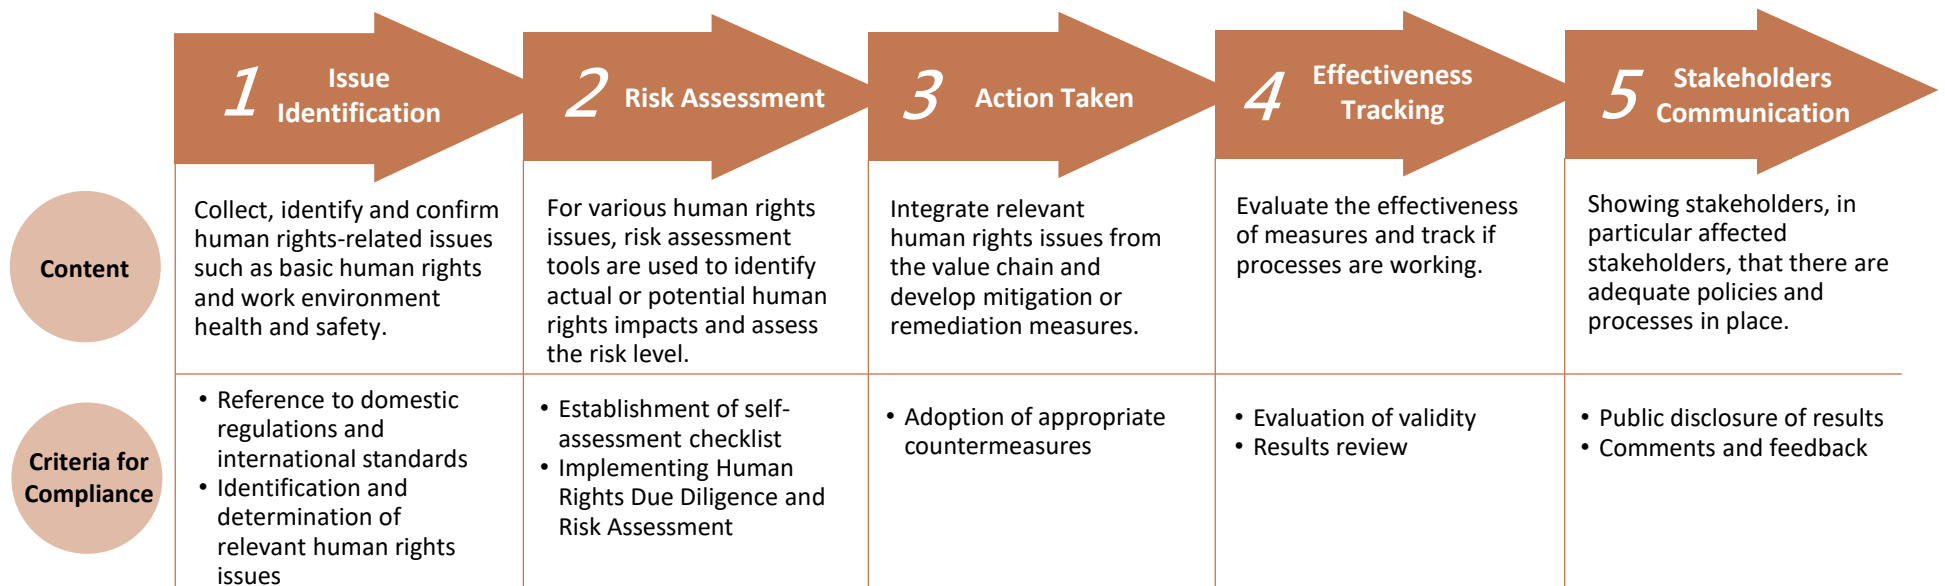 1
Issue
Identification
2
Risk Assessment
3
Action Taken
4
Effectiveness
Tracking
5
Stakeholders
Communication
Content
Collect, identify and confirm
human rights-related issues
such as basic human rights
and work environment
health and safety.
For various human rights
issues, risk assessment
tools are used to identify
actual or potential human
rights impacts and assess
the risk level.
Integrate relevant
human rights issues from
the value chain and
develop mitigation or
remediation measures.
Evaluate the effectiveness
of measures and track if
processes are working.
Showing stakeholders, in
particular affected
stakeholders, that there are
adequate policies and
processes in place.
Criteria for
Compliance
• Reference to domestic
regulations and
international standards
• Identification and
determination of
relevant human rights
issues
• Establishment of self-
assessment checklist
• Implementing Human
Rights Due Diligence and
Risk Assessment
• Adoption of appropriate
countermeasures
• Evaluation of validity
• Results review
• Public disclosure of results
• Comments and feedback